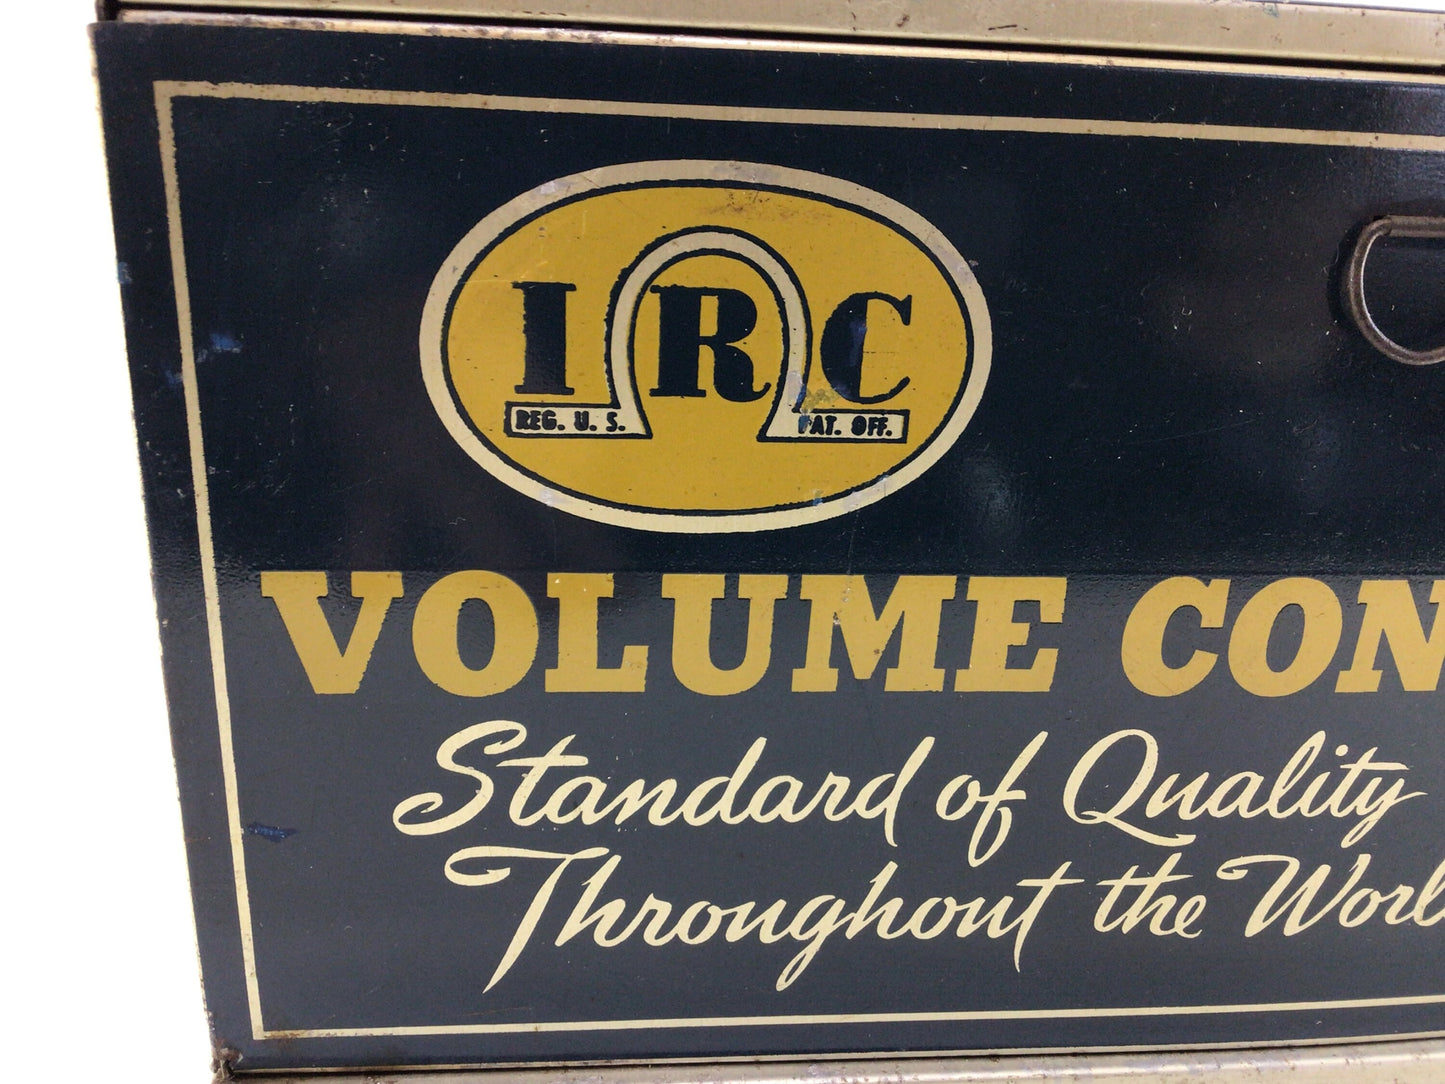 IRC
REG. U. S. PAT. OFF.
VOLUME CON
Standard of Quality
Throughout the Worl